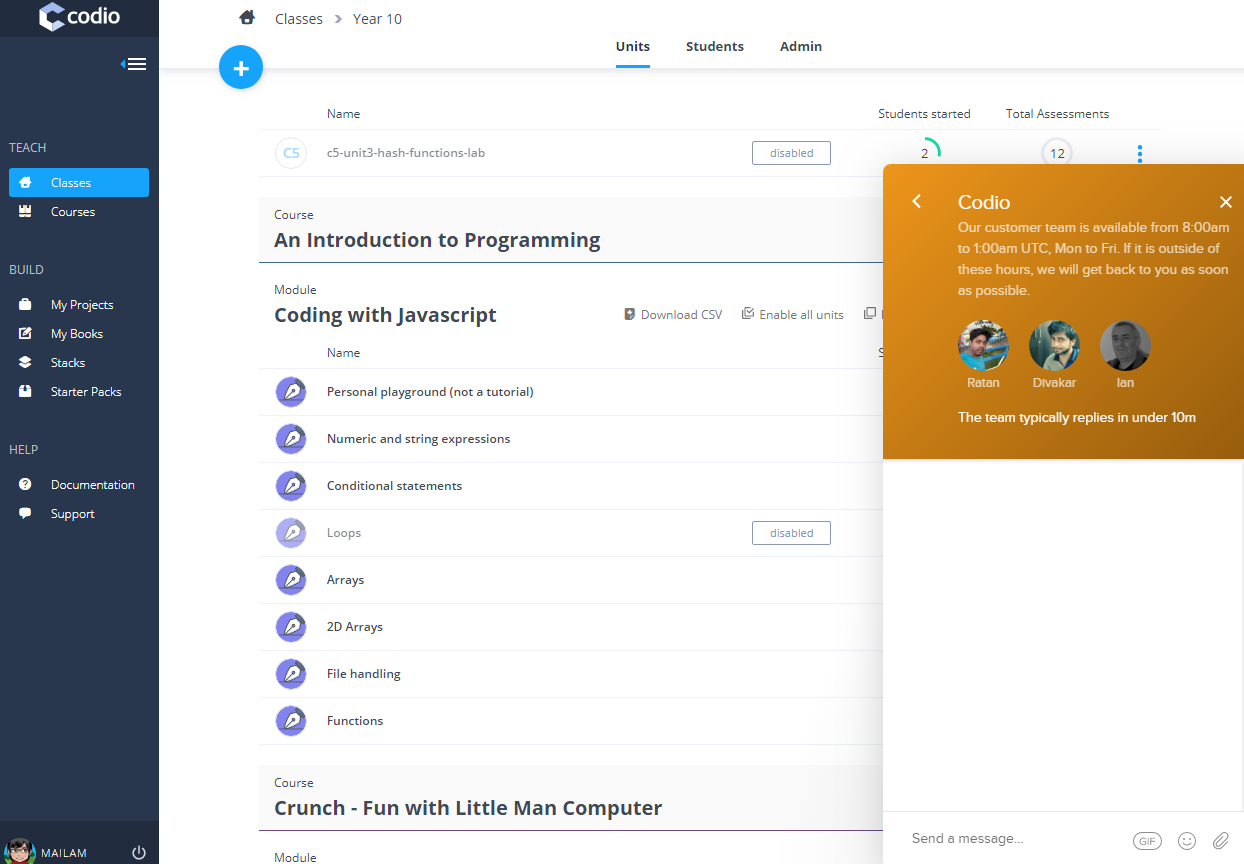 codio
Classes > Year 10
Units Students Admin
TEACH
Classes
Courses
BUILD
My Projects
My Books
Stacks
Starter Packs
HELP
Documentation
Support
MAILAM
Name Students started Total Assessments
C5 c5-unit3-hash-functions-lab disabled 2 12
Course
An Introduction to Programming
Module
Coding with Javascript Download CSV Enable all units
Name
Personal playground (not a tutorial)
Numeric and string expressions
Conditional statements
Loops disabled
Arrays
2D Arrays
File handling
Functions
Course
Crunch - Fun with Little Man Computer
Module
Codio
Our customer team is available from 8:00am
to 1:00am UTC, Mon to Fri. If it is outside of
these hours, we will get back to you as soon
as possible.
Ratan Divakar Ian
The team typically replies in under 10m
Send a message...
GIF